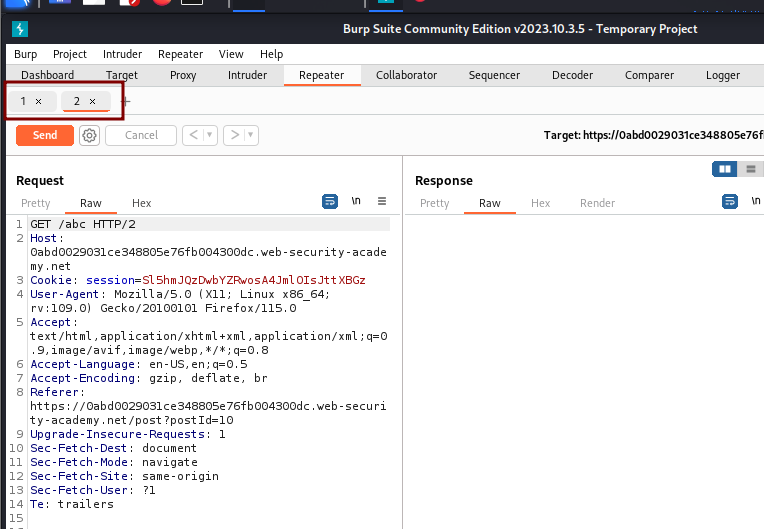 Burp Suite Community Edition v2023.10.3.5 - Temporary Project
Burp Project Intruder Repeater View Help
Dashboard Target Proxy Intruder Repeater Collaborator Sequencer Decoder Comparer Logger
1 × 2 × +
Send Cancel < > Target: https://0abd0029031ce348805e76f
Request Response
Pretty Raw Hex \n Pretty Raw Hex Render \n
1 GET /abc HTTP/2
2 Host:
0abd0029031ce348805e76fb004300dc.web-security-acade
my.net
3 Cookie: session=Sl5hmJQzDwbYZRwosA4JmlOIsJttXBGz
4 User-Agent: Mozilla/5.0 (X11; Linux x86_64;
rv:109.0) Gecko/20100101 Firefox/115.0
5 Accept:
text/html,application/xhtml+xml,application/xml;q=0
.9,image/avif,image/webp,*/*;q=0.8
6 Accept-Language: en-US,en;q=0.5
7 Accept-Encoding: gzip, deflate, br
8 Referer:
https://0abd0029031ce348805e76fb004300dc.web-securi
ty-academy.net/post?postId=10
9 Upgrade-Insecure-Requests: 1
10 Sec-Fetch-Dest: document
11 Sec-Fetch-Mode: navigate
12 Sec-Fetch-Site: same-origin
13 Sec-Fetch-User: ?1
14 Te: trailers
15